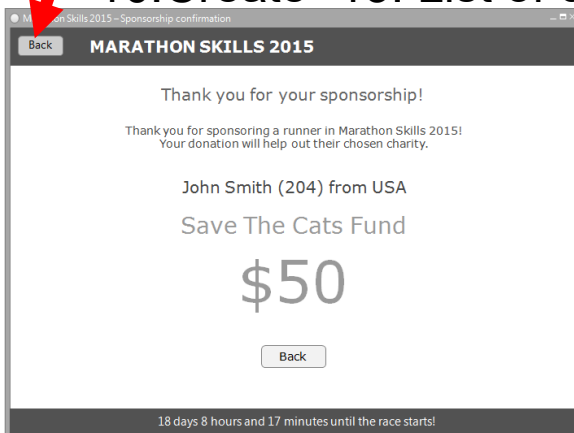 Skills 2015 – Sponsorship confirmation
Back
MARATHON SKILLS 2015
Thank you for your sponsorship!
Thank you for sponsoring a runner in Marathon Skills 2015!
Your donation will help out their chosen charity.
John Smith (204) from USA
Save The Cats Fund
$50
Back
18 days 8 hours and 17 minutes until the race starts!